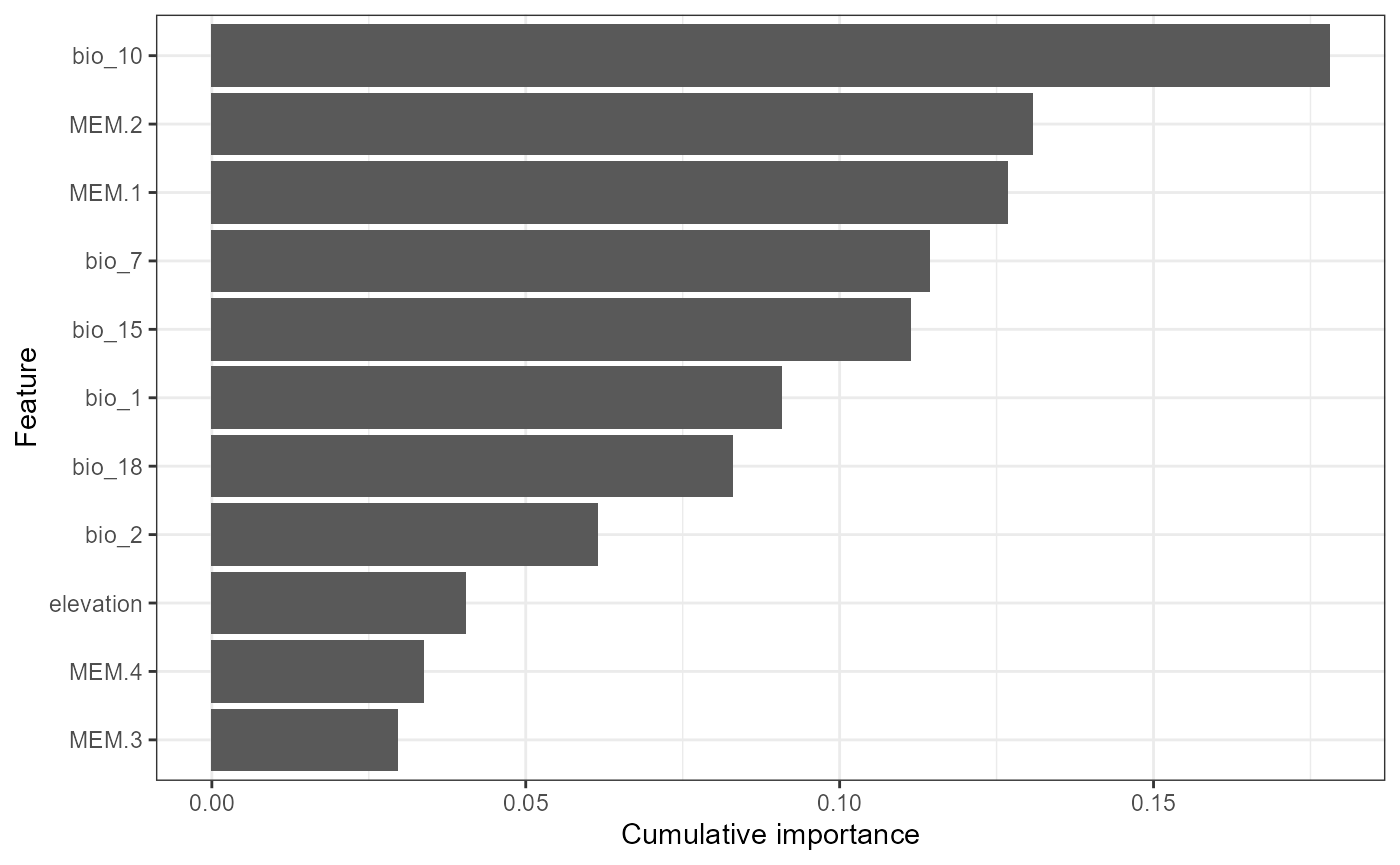 bio_10
MEM.2
MEM.1
bio_7
bio_15
bio_1
bio_18
bio_2
elevation
MEM.4
MEM.3
Feature
0.00 0.05 0.10 0.15
Cumulative importance